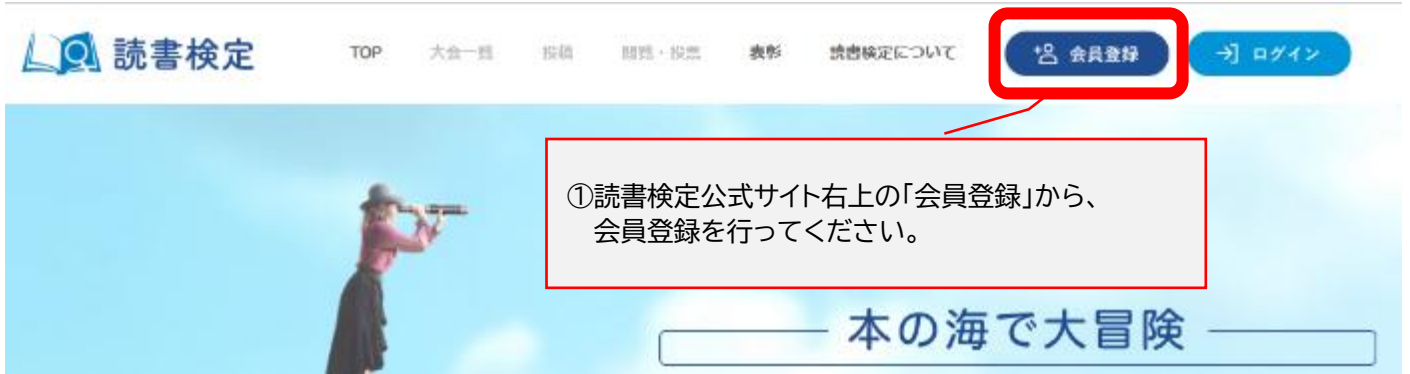 読書検定
TOP
大会一覧
投稿
閲覧・投票
表彰
読書検定について
会員登録
ログイン
①読書検定公式サイト右上の「会員登録」から、
会員登録を行ってください。
本の海で大冒険